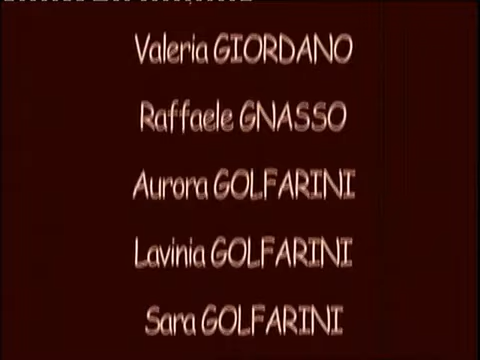 Valeria GIORDANO
Raffaele GNASSO
Aurora GOLFARINI
Lavinia GOLFARINI
Sara GOLFARINI